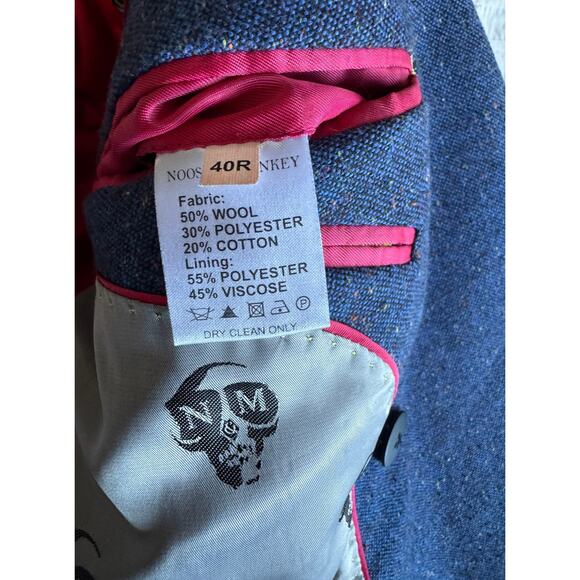 NOOS 40R NKEY
Fabric:
50% WOOL
30% POLYESTER
20% COTTON
Lining:
55% POLYESTER
45% VISCOSE
P
DRY CLEAN ONLY
N M